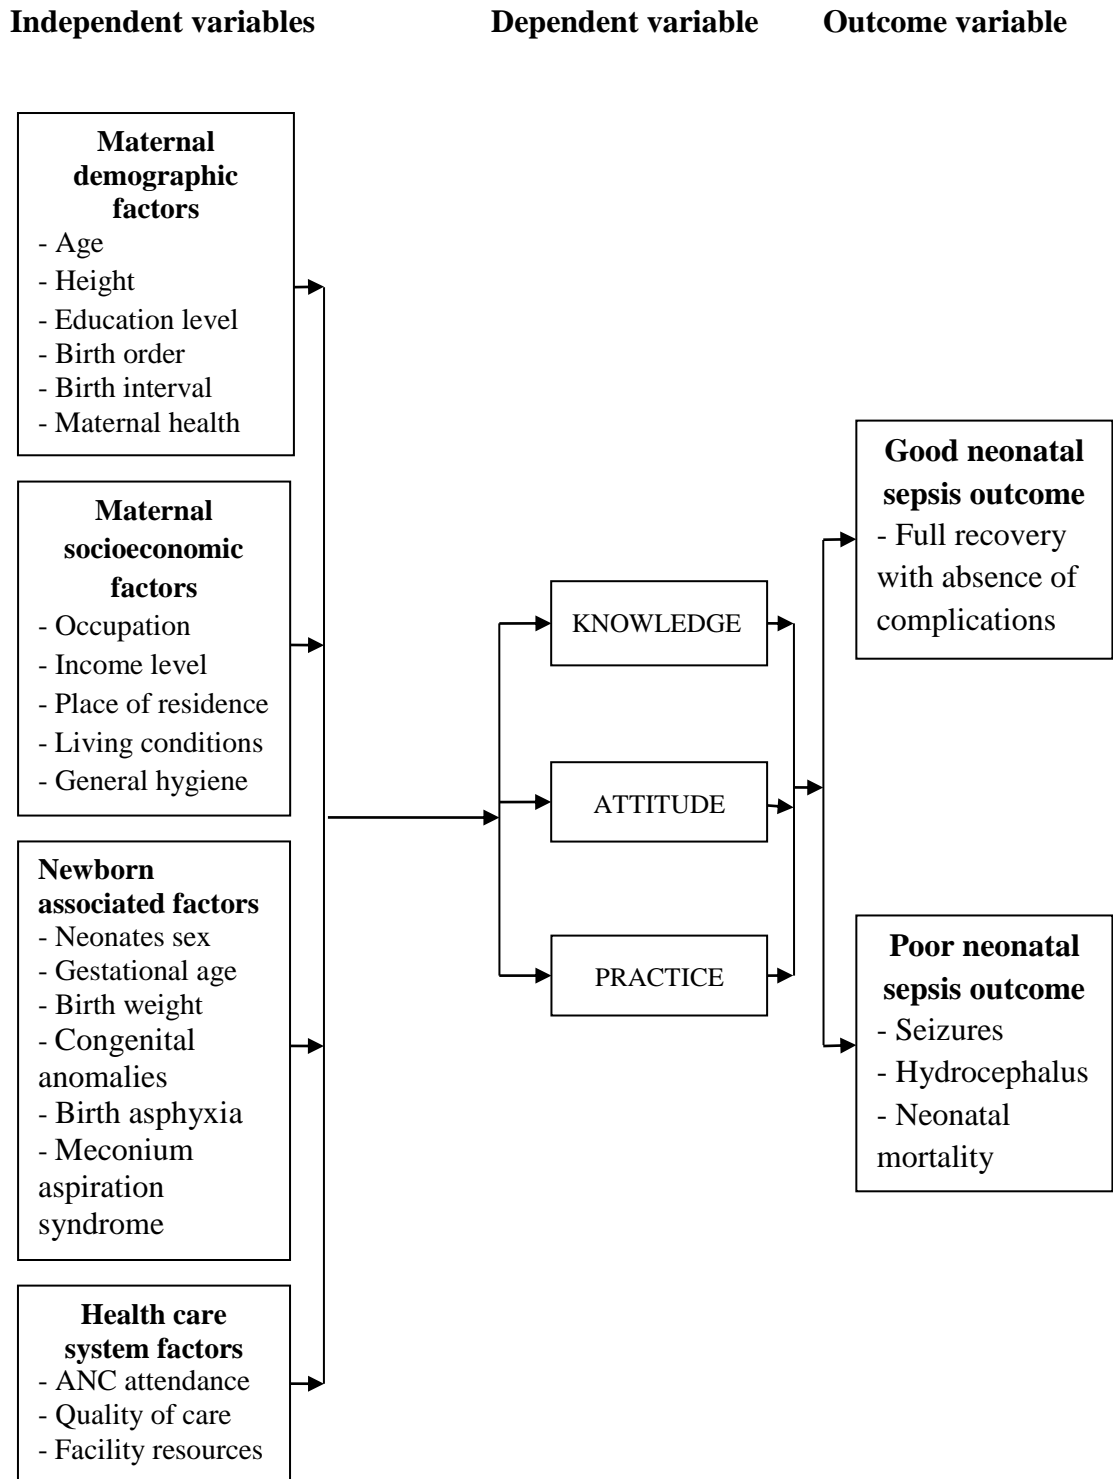 Independent variables
Dependent variable
Outcome variable
Maternal
demographic
factors
- Age
- Height
- Education level
- Birth order
- Birth interval
- Maternal health
Maternal
socioeconomic
factors
- Occupation
- Income level
- Place of residence
- Living conditions
- General hygiene
Newborn
associated factors
- Neonates sex
- Gestational age
- Birth weight
- Congenital
anomalies
- Birth asphyxia
- Meconium
aspiration
syndrome
Health care
system factors
- ANC attendance
- Quality of care
- Facility resources
KNOWLEDGE
ATTITUDE
PRACTICE
Good neonatal
sepsis outcome
- Full recovery
with absence of
complications
Poor neonatal
sepsis outcome
- Seizures
- Hydrocephalus
- Neonatal
mortality